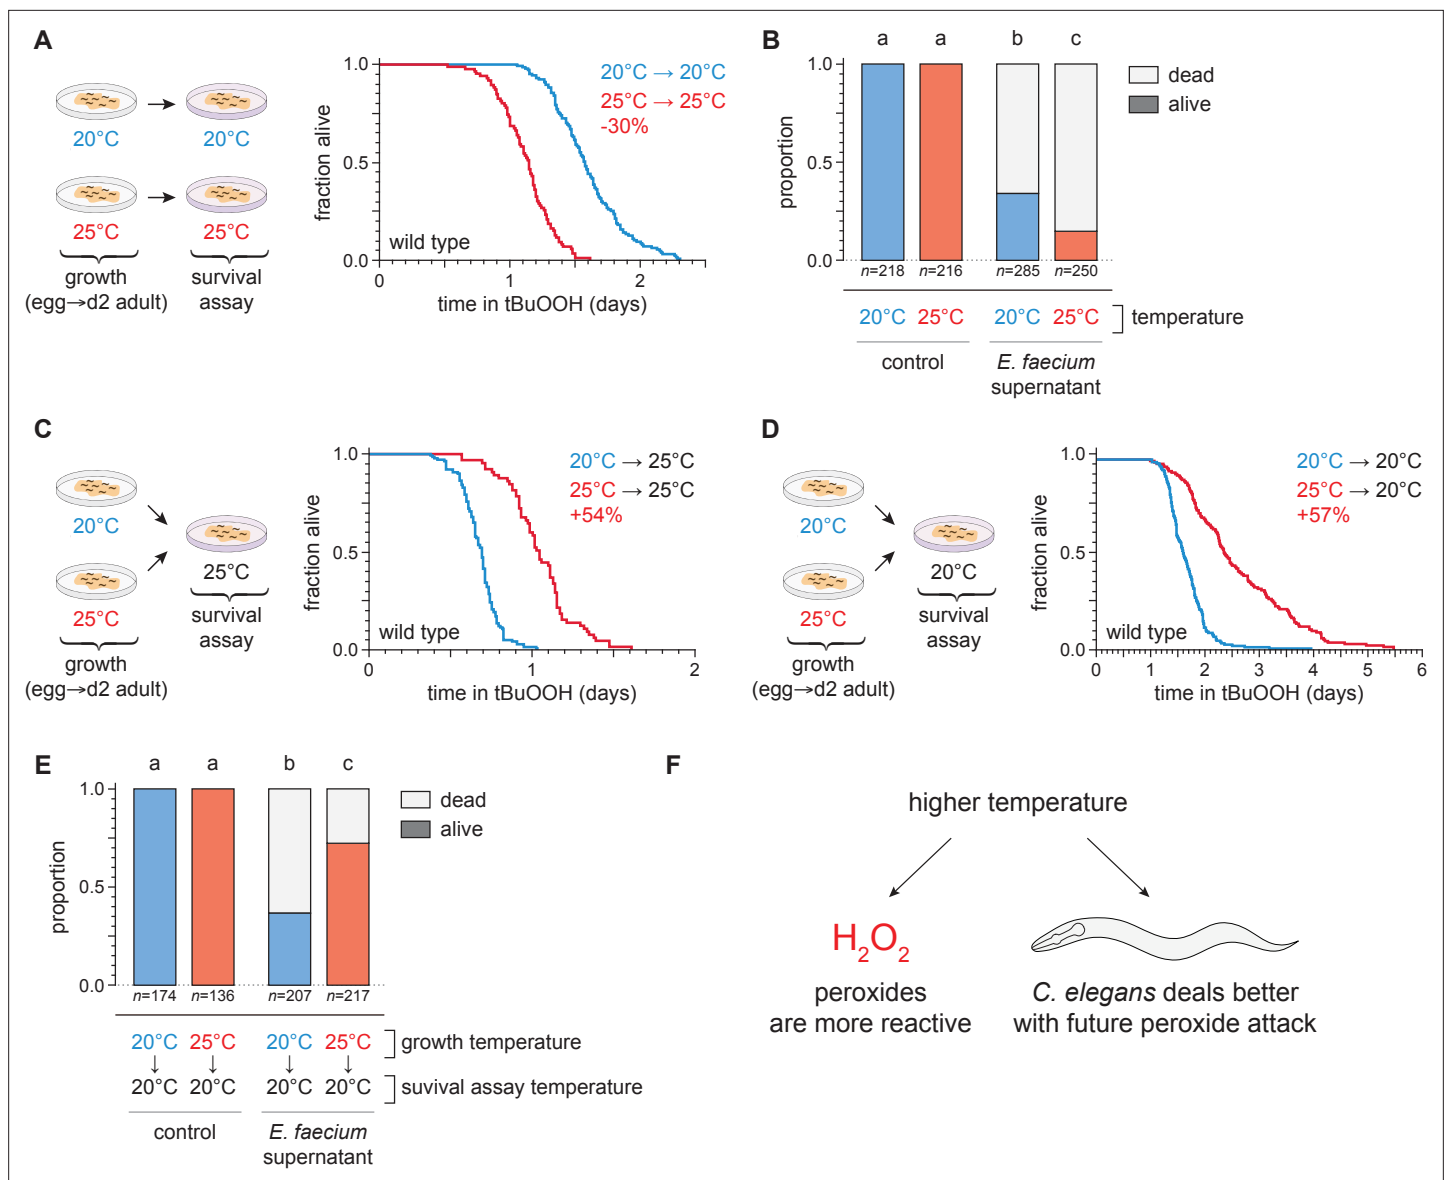 A
20°C
20°C
25°C
25°C
growth
(egg→d2 adult)
survival
assay
fraction alive
1.0
0.5
0.0
20°C → 20°C
25°C → 25°C
-30%
wild type
0
1
2
time in tBuOOH (days)
B
a a b c
proportion
1.0
0.5
0.0
dead
alive
n=218 n=216 n=285 n=250
20°C 25°C 20°C 25°C temperature
control
E. faecium
supernatant
C
20°C
25°C
25°C
growth
(egg→d2 adult)
survival
assay
fraction alive
1.0
0.5
0.0
20°C → 25°C
25°C → 25°C
+54%
wild type
0 1 2
time in tBuOOH (days)
D
20°C
25°C
20°C
growth
(egg→d2 adult)
survival
assay
fraction alive
1.0
0.5
0.0
20°C → 20°C
25°C → 20°C
+57%
wild type
0 1 2 3 4 5 6
time in tBuOOH (days)
E
a a b c
proportion
1.0
0.5
0.0
dead
alive
n=174 n=136 n=207 n=217
20°C 25°C 20°C 25°C growth temperature
↓ ↓ ↓ ↓
20°C 20°C 20°C 20°C suvival assay temperature
control
E. faecium
supernatant
F
higher temperature
H2O2
peroxides
are more reactive
C. elegans deals better
with future peroxide attack